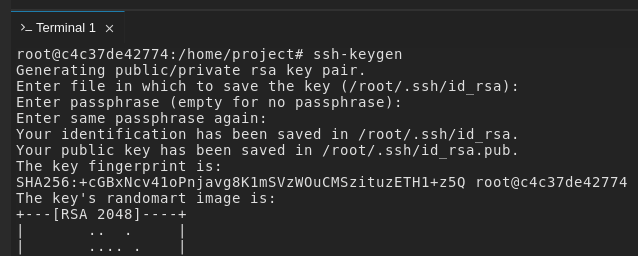 >_ Terminal 1 ×
root@c4c37de42774:/home/project# ssh-keygen
Generating public/private rsa key pair.
Enter file in which to save the key (/root/.ssh/id_rsa):
Enter passphrase (empty for no passphrase):
Enter same passphrase again:
Your identification has been saved in /root/.ssh/id_rsa.
Your public key has been saved in /root/.ssh/id_rsa.pub.
The key fingerprint is:
SHA256:+cGBxNcv41oPnjavg8K1mSVzWOuCMSzituzETH1+z5Q root@c4c37de42774
The key's randomart image is:
+---[RSA 2048]----+
|       ..  .     |
|       .... .    |